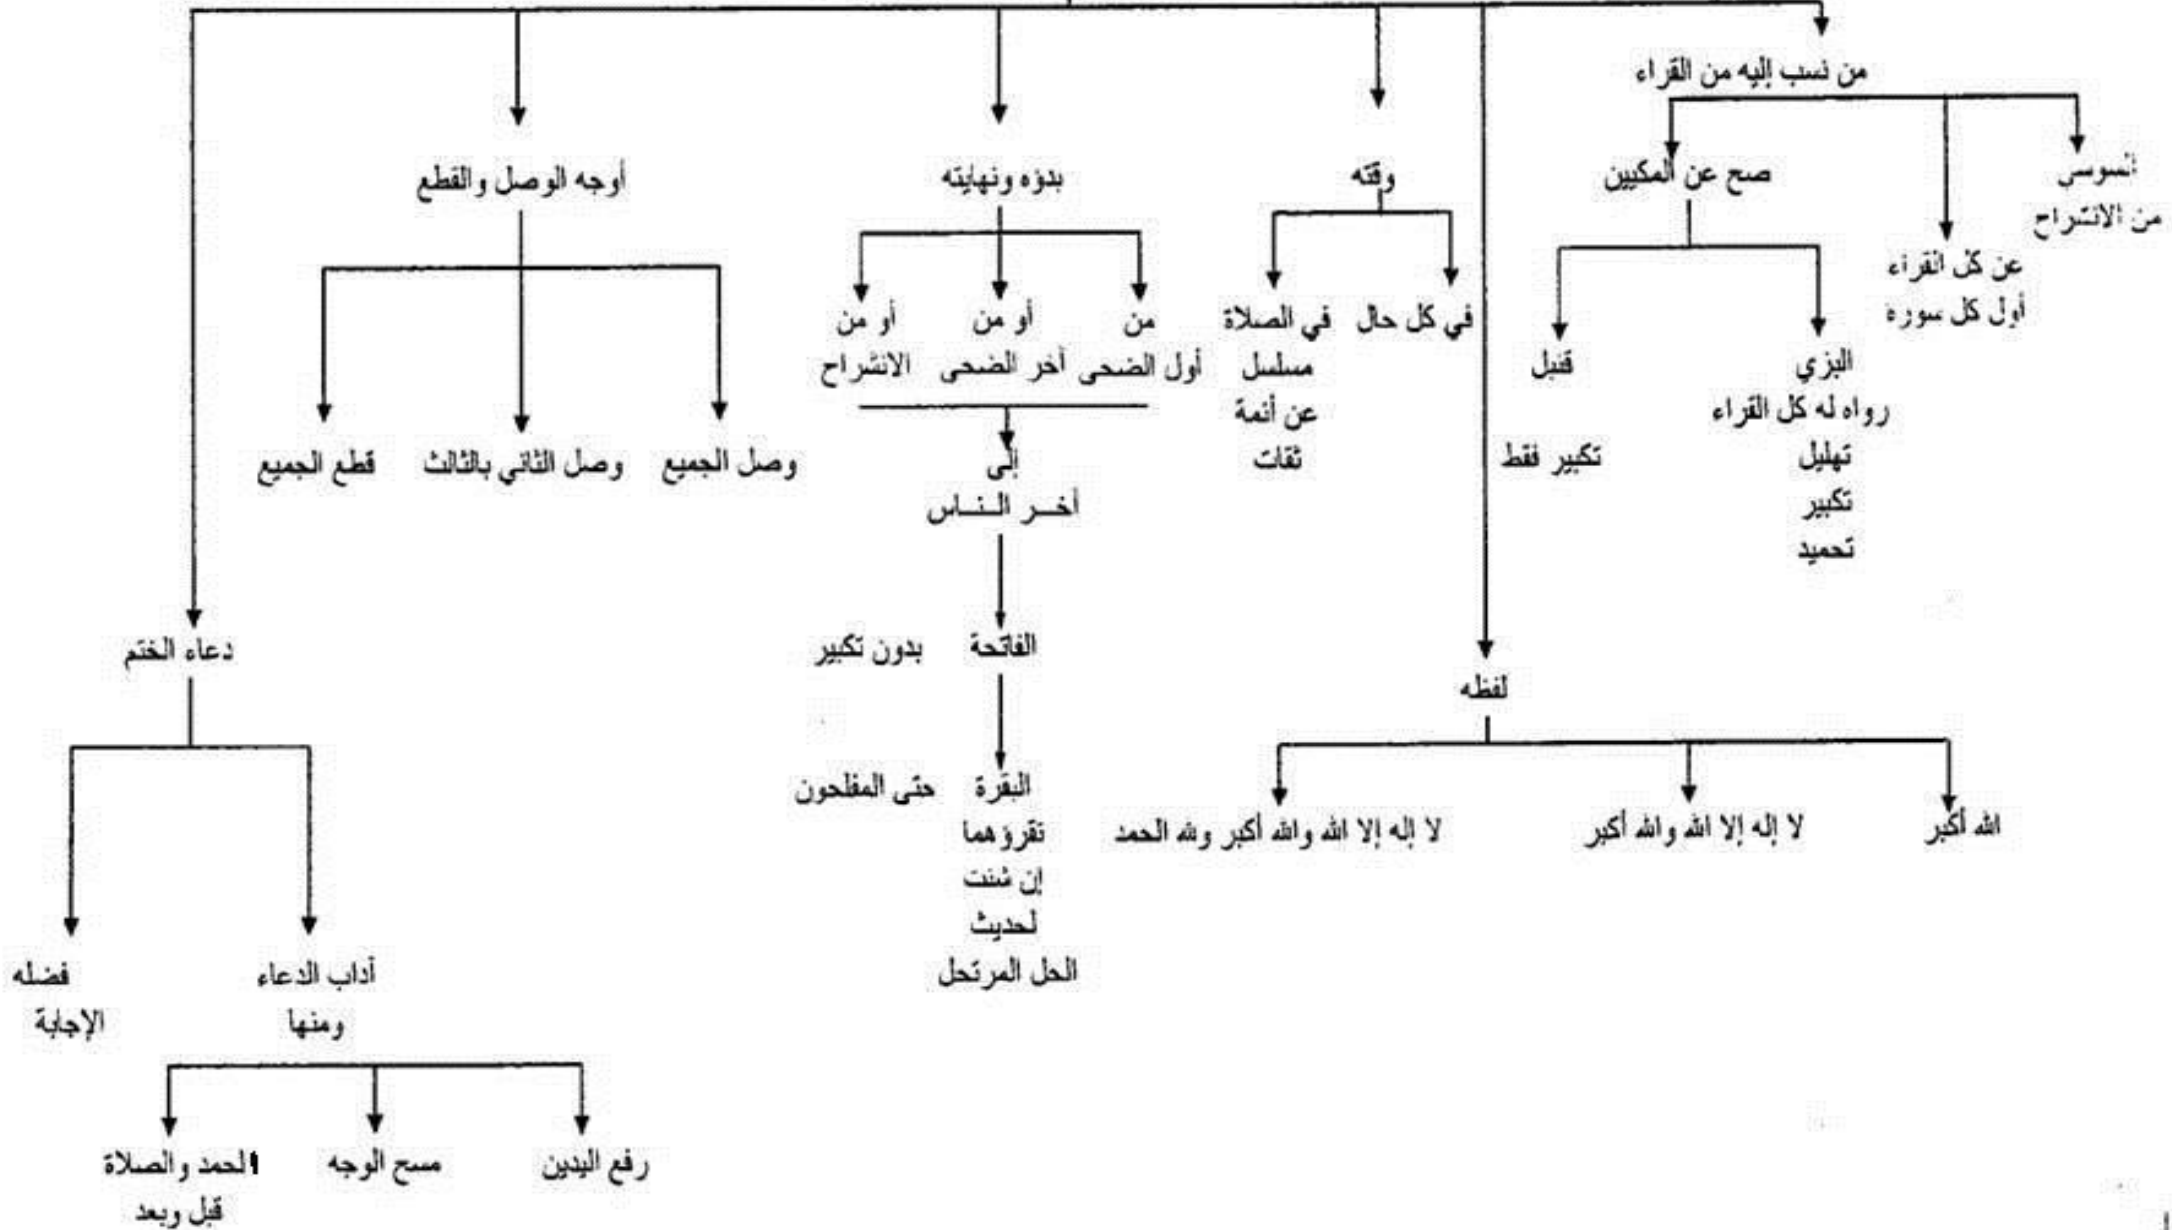 من نسب إليه من القراء
السوسي
من الانشراح
عن كل القراء
أول كل سورة
صح عن المكيين
البزي
رواه له كل القراء
تهليل
تكبير
تحميد
قنبل
تكبير فقط
لفظه
الله أكبر
لا إله إلا الله والله أكبر
لا إله إلا الله والله أكبر ولله الحمد
وقته
في كل حال
في الصلاة
مسلسل
عن أئمة
ثقات
بدؤه ونهايته
من
أول الضحى
أو من
آخر الضحى
أو من
الانشراح
إلى
أخــر الـنــاس
الفاتحة
بدون تكبير
البقرة
حتى المفلحون
تقرؤهما
إن شئت
لحديث
الحل المرتحل
أوجه الوصل والقطع
وصل الجميع
وصل الثاني بالثالث
قطع الجميع
دعاء الختم
أداب الدعاء
ومنها
رفع اليدين
مسح الوجه
الحمد والصلاة
قبل وبعد
فضله
الإجابة